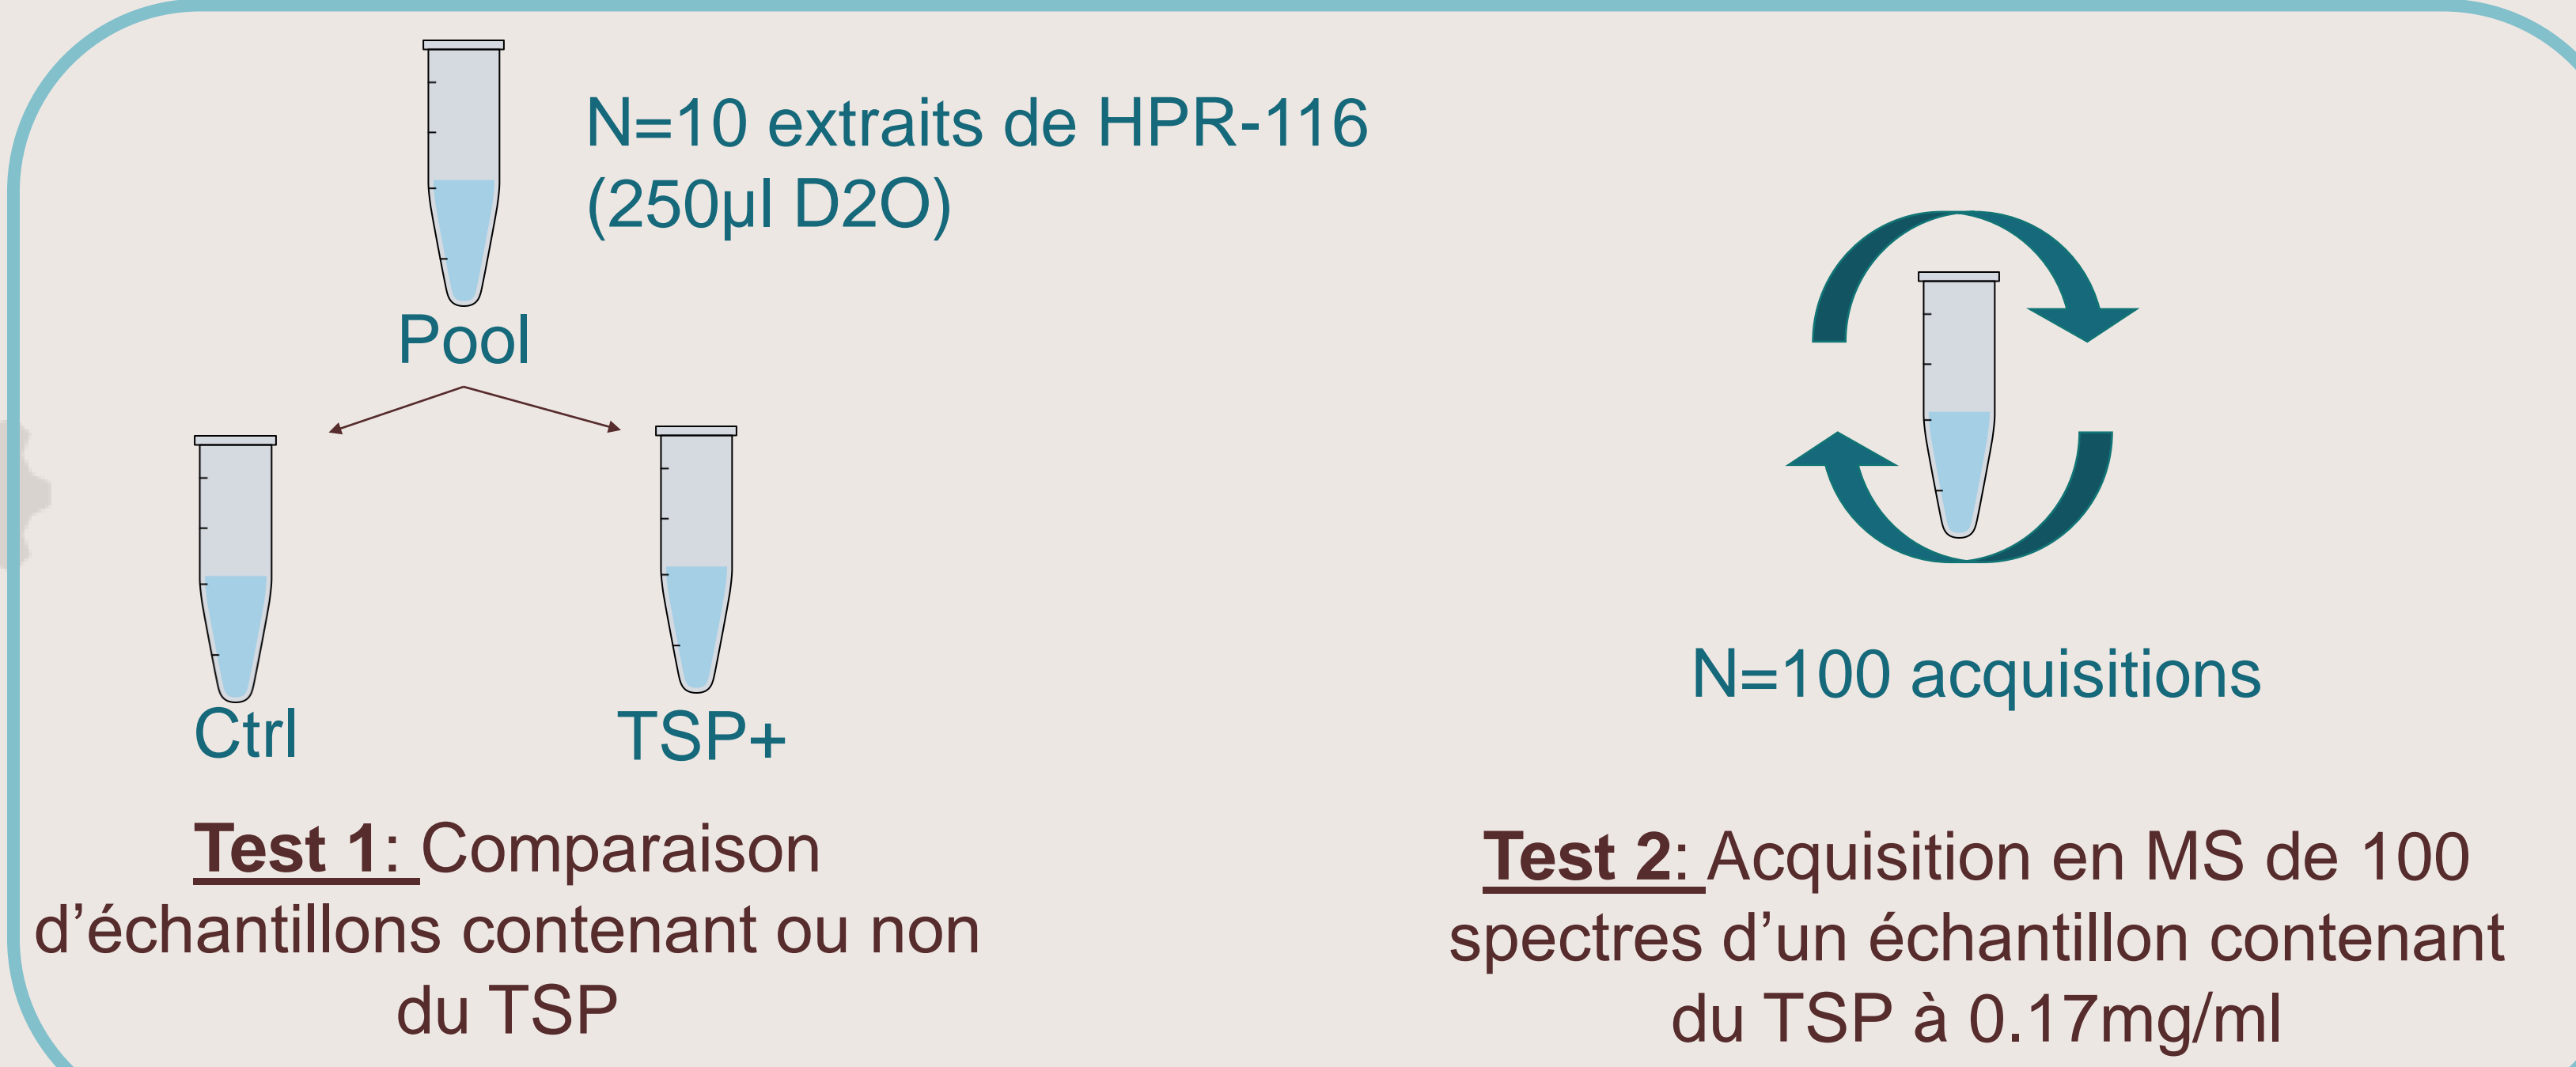 N=10 extraits de HPR-116
(250µl D2O)
Pool
Ctrl
TSP+
Test 1: Comparaison
d’échantillons contenant ou non
du TSP
N=100 acquisitions
Test 2: Acquisition en MS de 100
spectres d’un échantillon contenant
du TSP à 0.17mg/ml